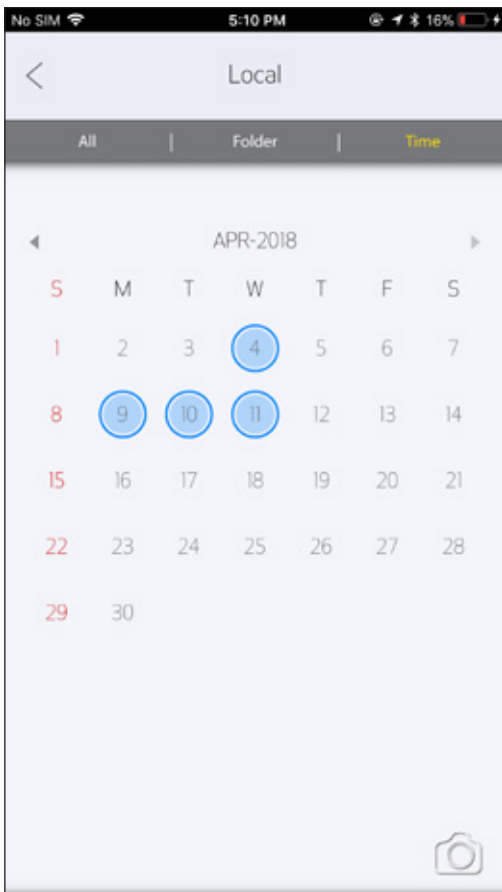 No SIM 5:10 PM 16%
Local
All | Folder | Time
APR-2018
S M T W T F S
1 2 3 4 5 6 7
8 9 10 11 12 13 14
15 16 17 18 19 20 21
22 23 24 25 26 27 28
29 30